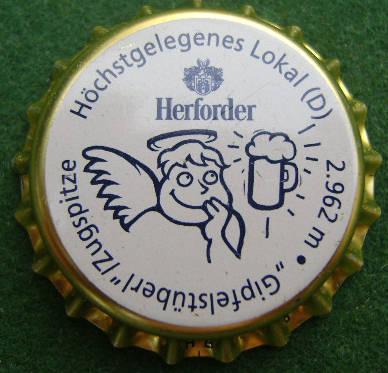 Höchstgelegenes Lokal (D)
Herforder
2.962 m • „Gipfelstüberl"/Zugspitze